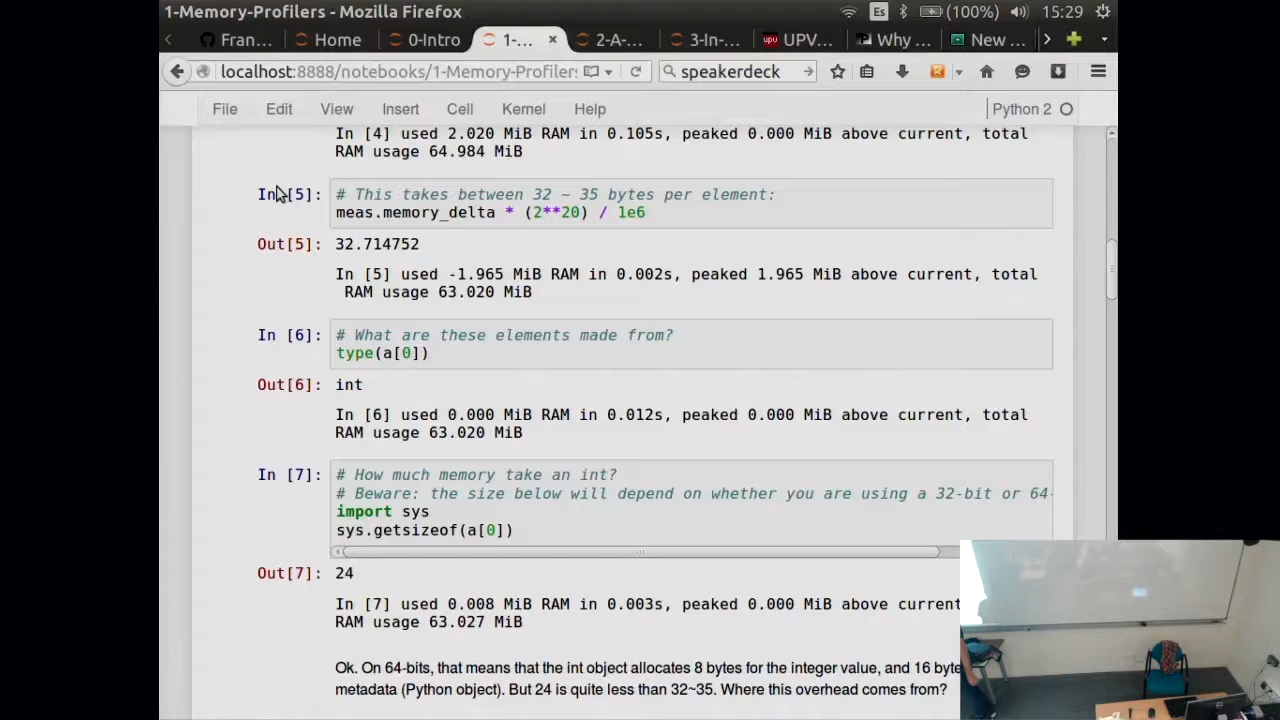 1-Memory-Profilers - Mozilla Firefox
Es
(100%)
15:29
Fran...
Home
0-Intro
1-...
2-A-...
3-In-...
upv
UPV...
Why ...
New ...
localhost:8888/notebooks/1-Memory-Profilers
speakerdeck
File Edit View Insert Cell Kernel Help
Python 2
In [4] used 2.020 MiB RAM in 0.105s, peaked 0.000 MiB above current, total
RAM usage 64.984 MiB
In [5]: # This takes between 32 ~ 35 bytes per element:
meas.memory_delta * (2**20) / 1e6
Out[5]: 32.714752
In [5] used -1.965 MiB RAM in 0.002s, peaked 1.965 MiB above current, total
RAM usage 63.020 MiB
In [6]: # What are these elements made from?
type(a[0])
Out[6]: int
In [6] used 0.000 MiB RAM in 0.012s, peaked 0.000 MiB above current, total
RAM usage 63.020 MiB
In [7]: # How much memory take an int?
# Beware: the size below will depend on whether you are using a 32-bit or 64-
import sys
sys.getsizeof(a[0])
Out[7]: 24
In [7] used 0.008 MiB RAM in 0.003s, peaked 0.000 MiB above current
RAM usage 63.027 MiB
Ok. On 64-bits, that means that the int object allocates 8 bytes for the integer value, and 16 byte
metadata (Python object). But 24 is quite less than 32~35. Where this overhead comes from?